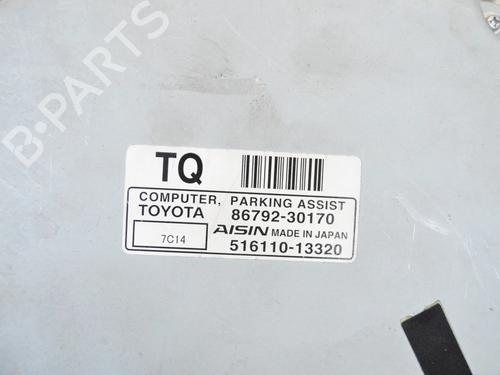 B-PARTS
TQ
COMPUTER, PARKING ASSIST
TOYOTA 86792-30170
7C14 AISIN MADE IN JAPAN
516110-13320